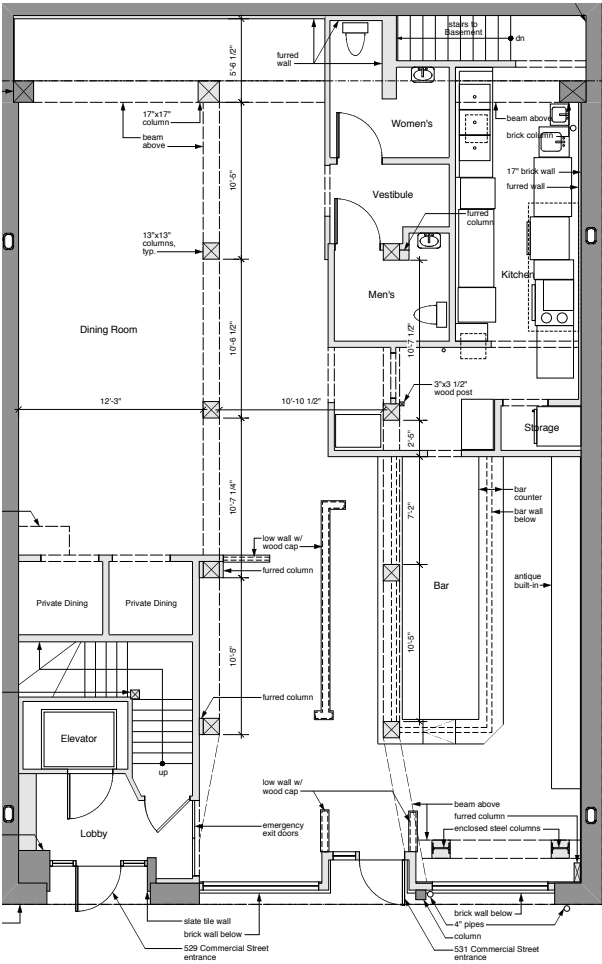 stairs to
Basement
dn
5'-6 1/2"
furred
wall
17"x17"
column
beam
above
Women's
beam above
brick column
17" brick wall
furred wall
10'-5"
Vestibule
furred
column
13"x13"
columns,
typ.
Kitchen
Men's
Dining Room
10'-6 1/2"
10'-7 1/2"
3"x3 1/2"
wood post
12'-3"
10'-10 1/2"
2'-5"
Storage
10'-7 1/4"
7'-2"
bar
counter
bar wall
below
low wall w/
wood cap
furred column
antique
built-in
Bar
Private Dining
Private Dining
10'-5"
10'-5"
furred column
Elevator
up
low wall w/
wood cap
beam above
furred column
enclosed steel columns
emergency
exit doors
Lobby
slate tile wall
brick wall below
529 Commercial Street
entrance
brick wall below
4" pipes
column
531 Commercial Street
entrance